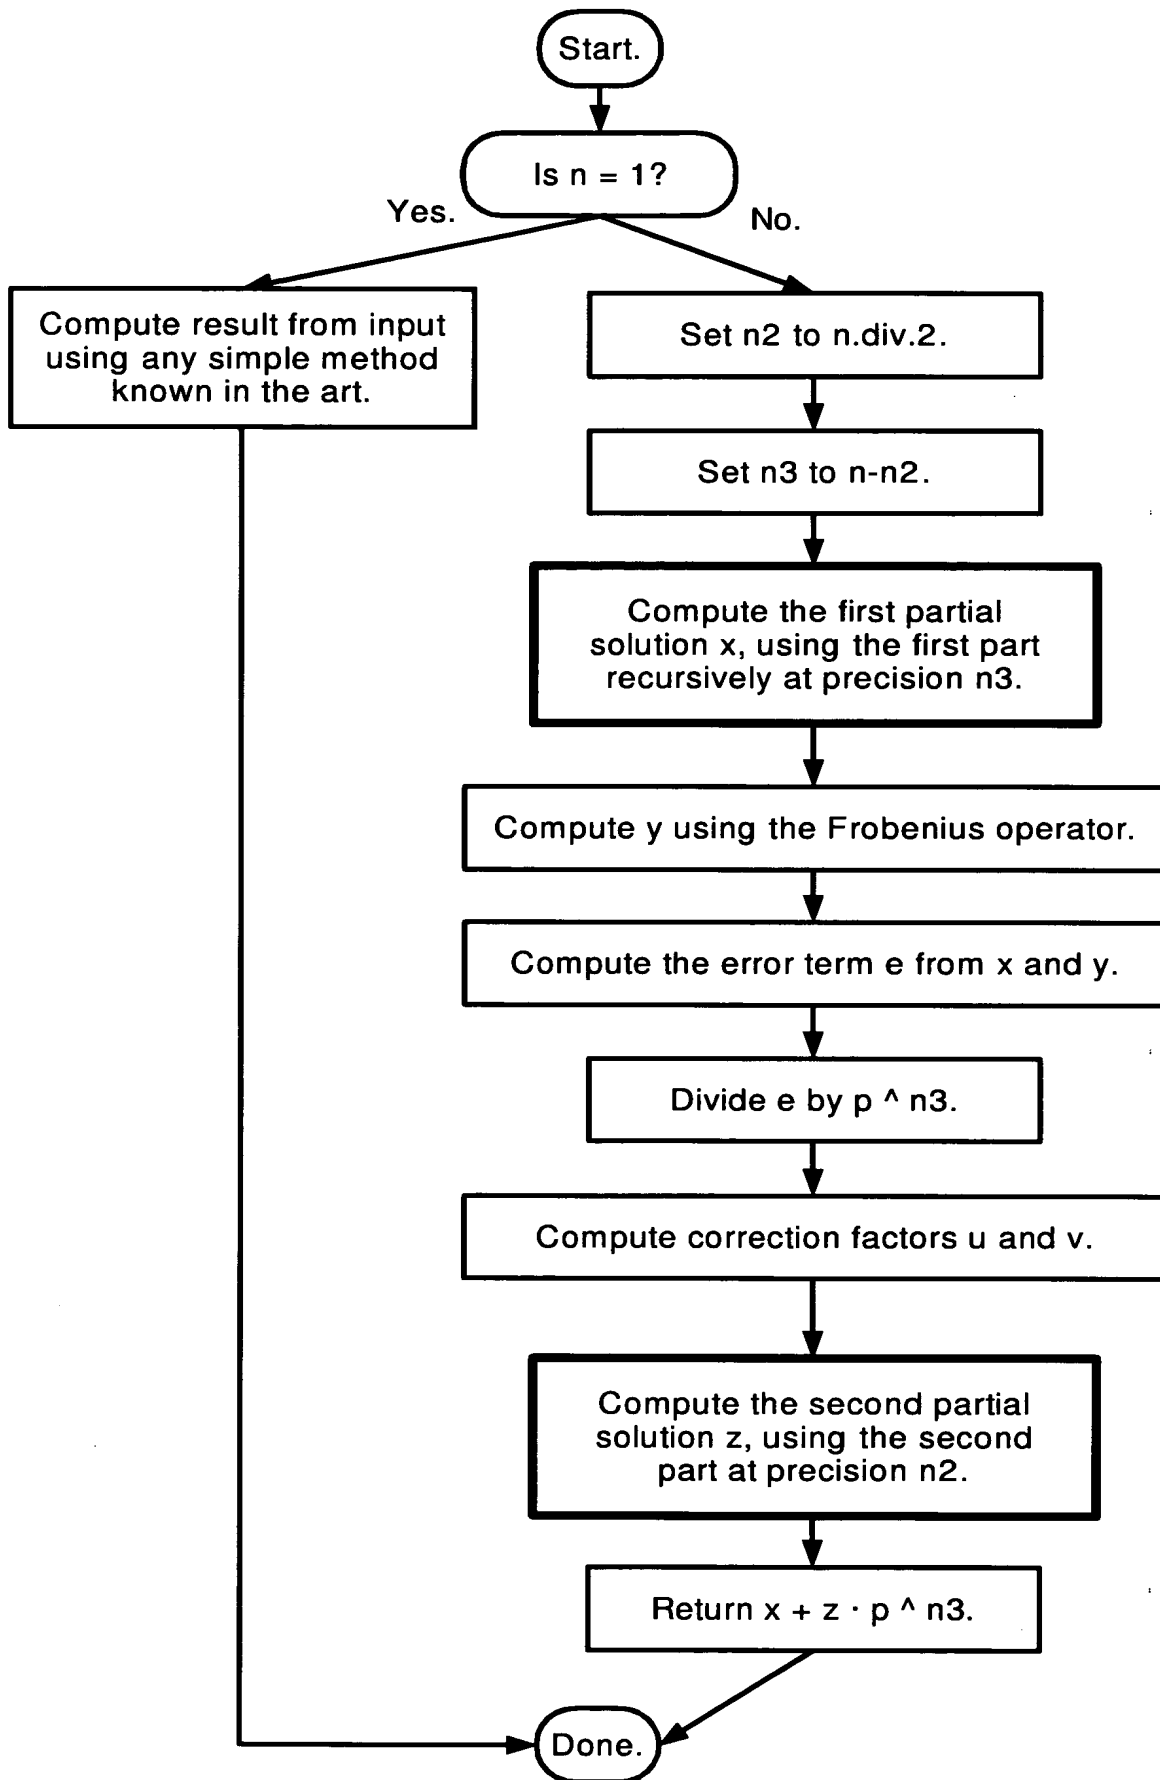 Start.
Is n = 1?
Yes.
No.
Compute result from input
using any simple method
known in the art.
Set n2 to n.div.2.
Set n3 to n-n2.
Compute the first partial
solution x, using the first part
recursively at precision n3.
Compute y using the Frobenius operator.
Compute the error term e from x and y.
Divide e by p ^ n3.
Compute correction factors u and v.
Compute the second partial
solution z, using the second
part at precision n2.
Return x + z · p ^ n3.
Done.